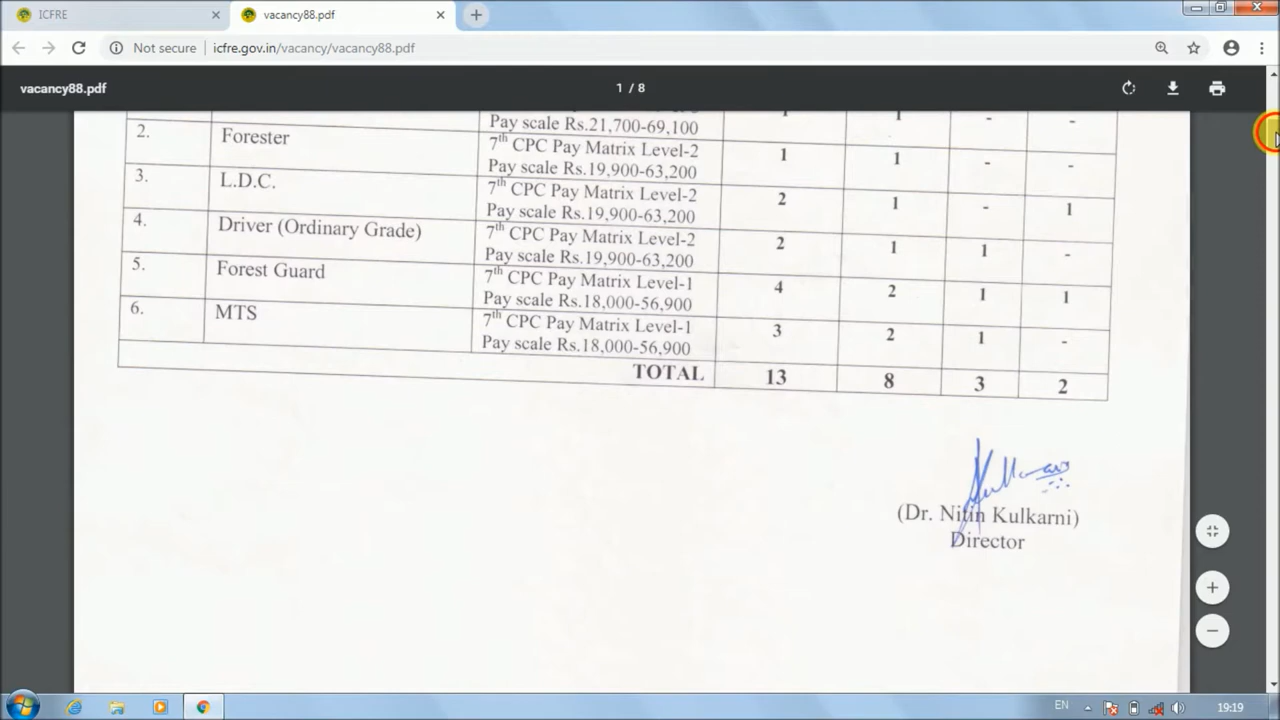 ICFRE
vacancy88.pdf
Not secure
icfre.gov.in/vacancy/vacancy88.pdf
vacancy88.pdf
1 / 8
Pay scale Rs.21,700-69,100 1 1 - -
2. Forester 7th CPC Pay Matrix Level-2 1 1 - -
Pay scale Rs.19,900-63,200
3. L.D.C. 7th CPC Pay Matrix Level-2 2 1 - 1
Pay scale Rs.19,900-63,200
4. Driver (Ordinary Grade) 7th CPC Pay Matrix Level-2 2 1 1 -
Pay scale Rs.19,900-63,200
5. Forest Guard 7th CPC Pay Matrix Level-1 4 2 1 1
Pay scale Rs.18,000-56,900
6. MTS 7th CPC Pay Matrix Level-1 3 2 1 -
Pay scale Rs.18,000-56,900
TOTAL 13 8 3 2
(Dr. Nitin Kulkarni)
Director
EN
19:19